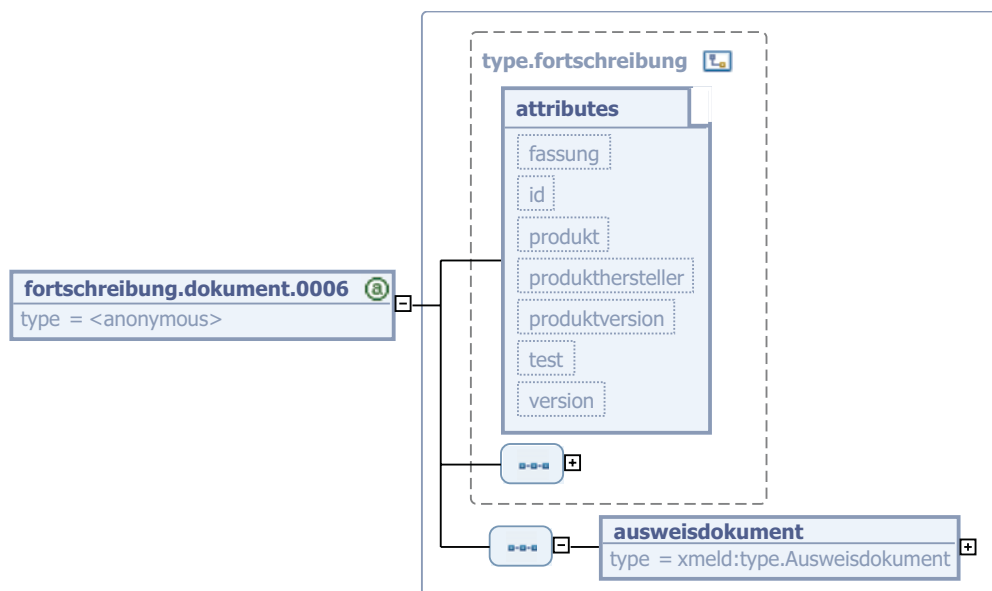 type.fortschreibung
attributes
fassung
id
produkt
produkthersteller
produktversion
test
version
fortschreibung.dokument.0006 @
type = <anonymous>
ausweisdokument
type = xmeld:type.Ausweisdokument